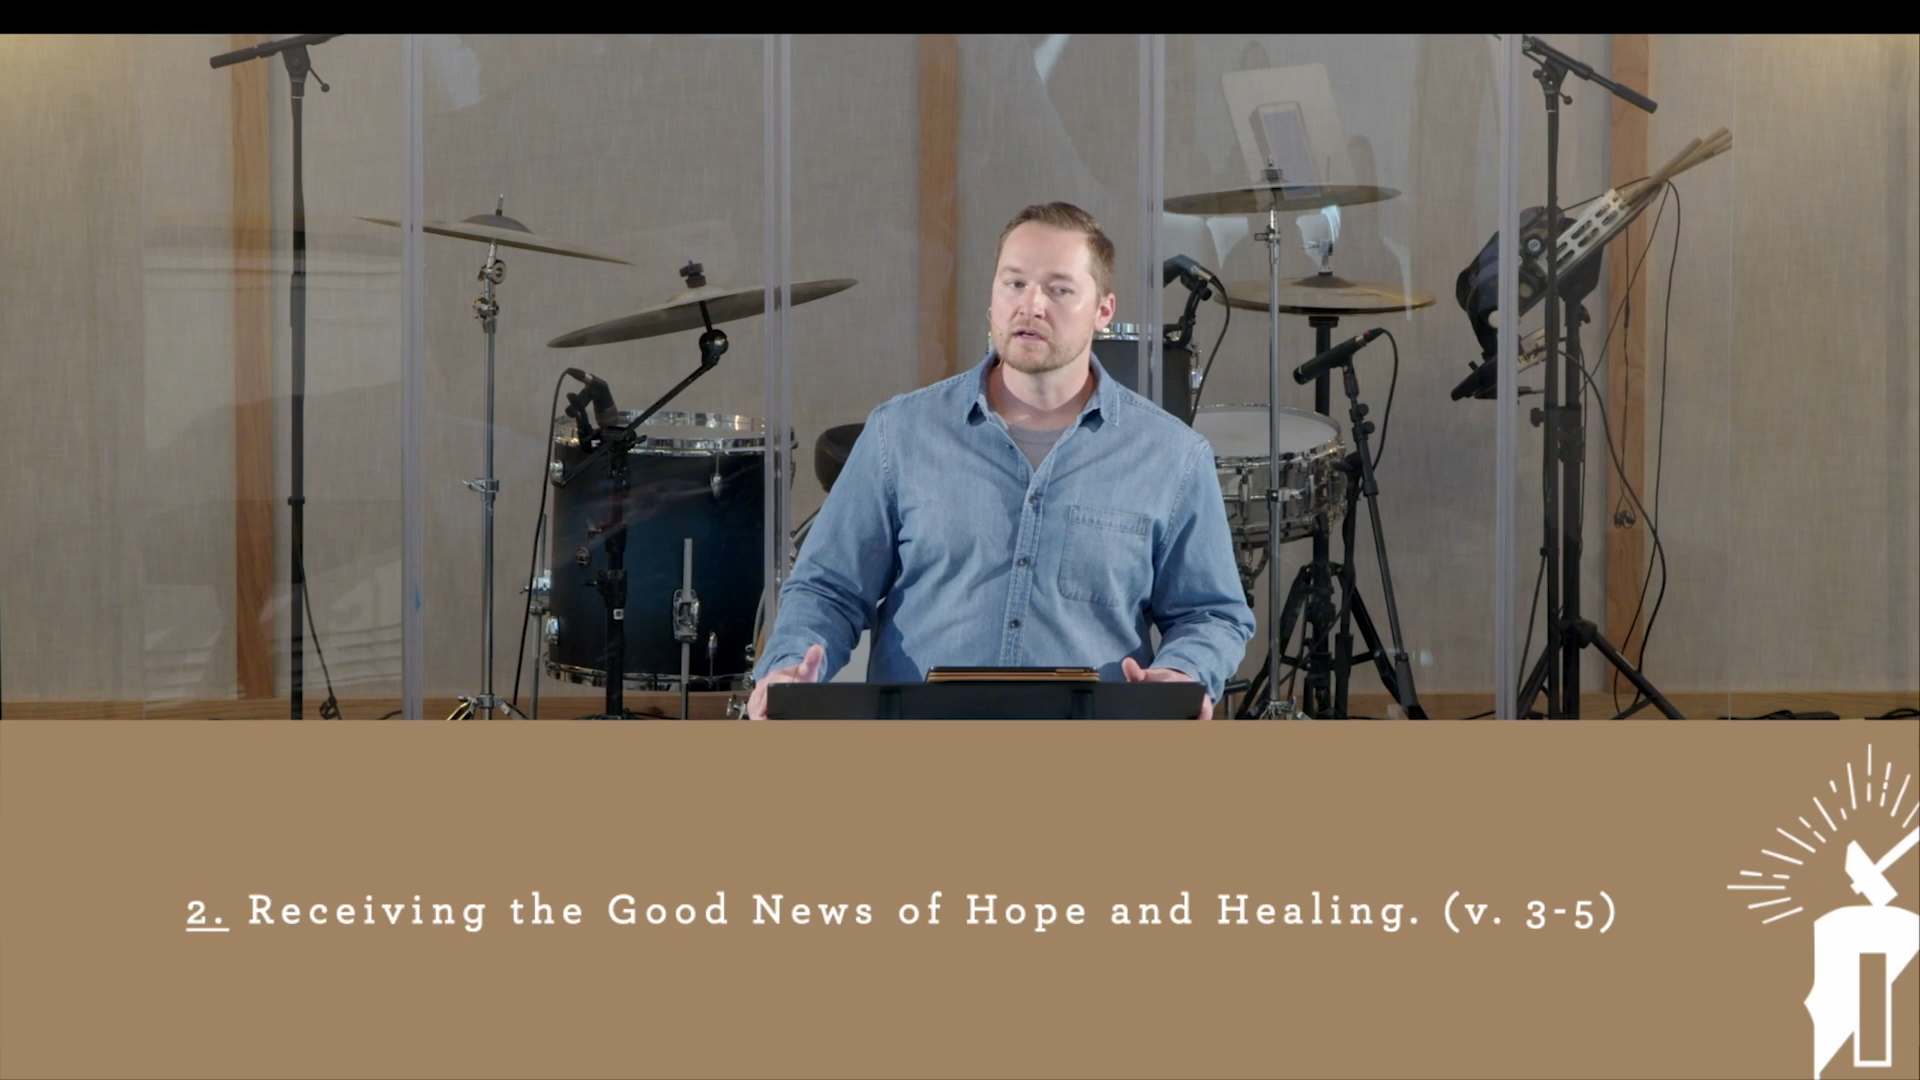 2. Receiving the Good News of Hope and Healing. (v. 3-5)